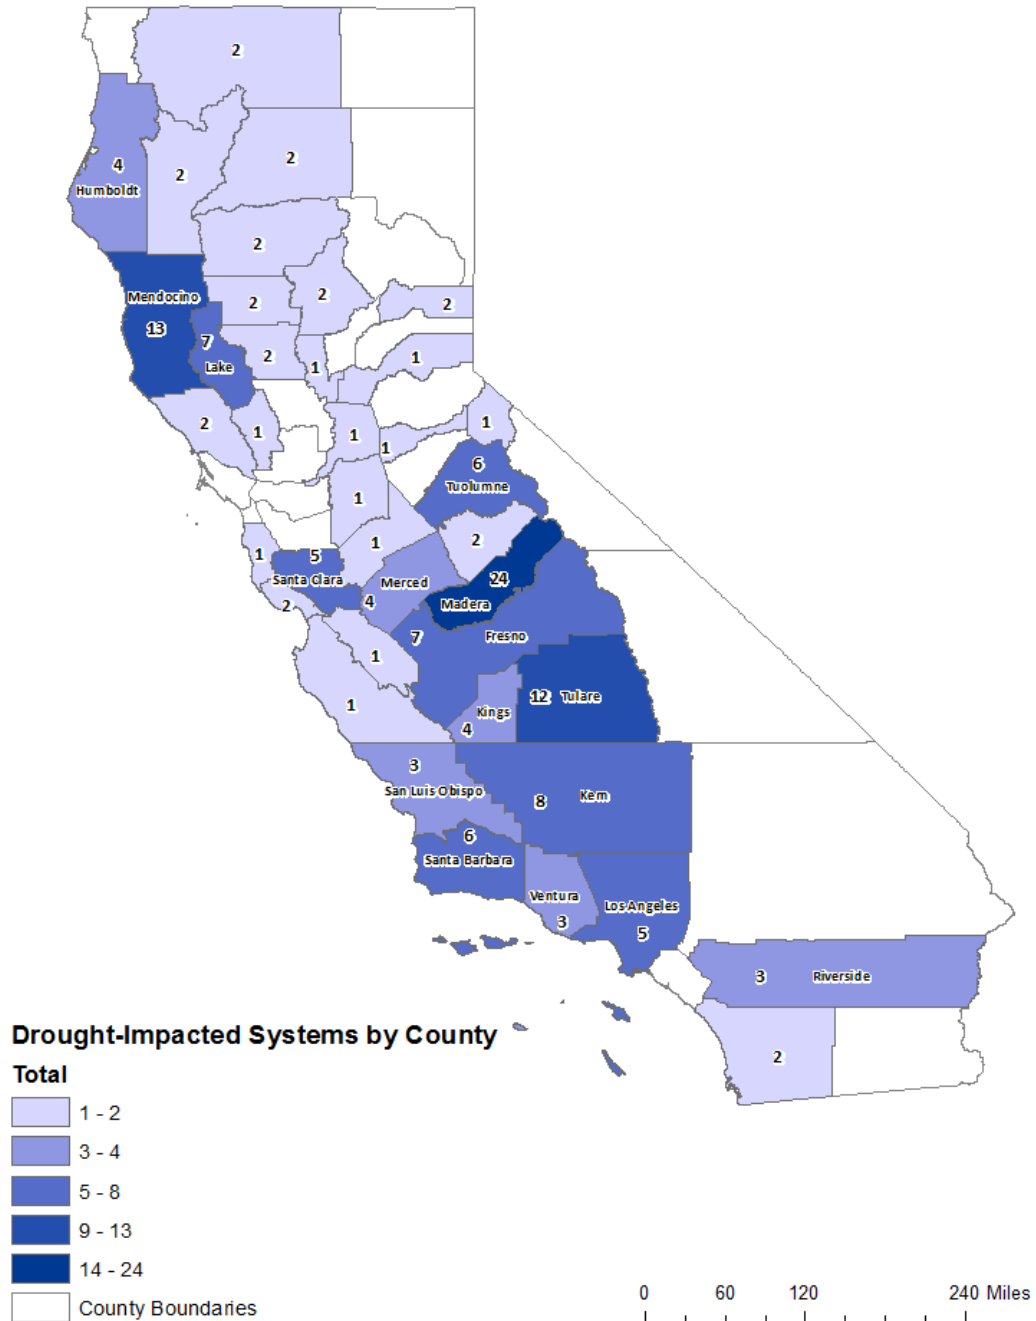 2
2
2
4
Humboldt
2
2
2
2
Mendocino
13
7
Lake
2
1
1
2
1
1
1
1
6
Tuolumne
1
1
2
1
5
Santa Clara
Merced
4
24
Madera
2
7
Fresno
1
12
Tulare
1
Kings
4
3
San Luis Obispo
8
Kern
6
Santa Barbara
Ventura
3
Los Angeles
5
3
Riverside
2
Drought-Impacted Systems by County
Total
1 - 2
3 - 4
5 - 8
9 - 13
14 - 24
County Boundaries
0 60 120 240 Miles